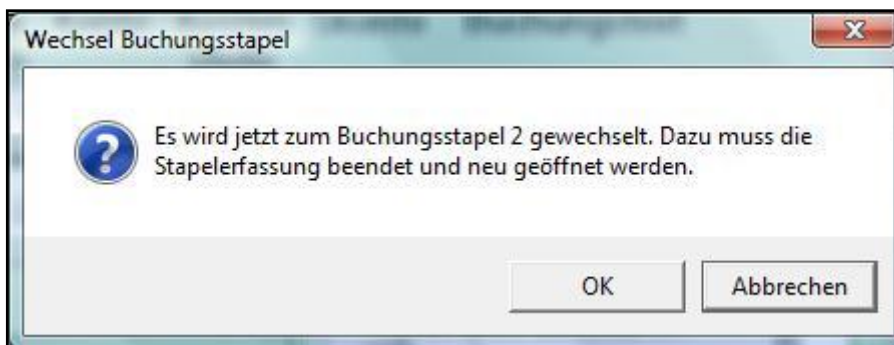 Wechsel Buchungsstapel
Es wird jetzt zum Buchungsstapel 2 gewechselt. Dazu muss die
Stapelerfassung beendet und neu geöffnet werden.
OK
Abbrechen